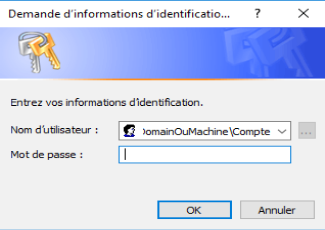 Demande d'informations d'identificatio... ?
Entrez vos informations d'identification.
Nom d'utilisateur : omainOuMachine\Compte ...
Mot de passe :
OK Annuler